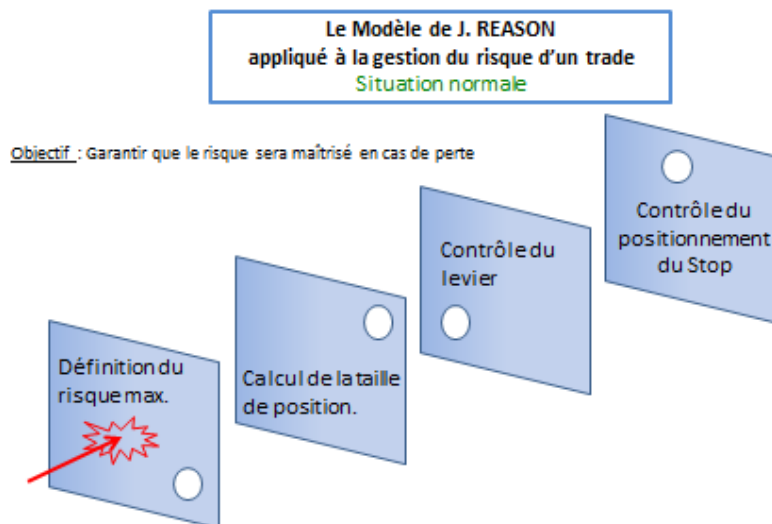 Le Modèle de J. REASON
appliqué à la gestion du risque d'un trade
Situation normale
Objectif : Garantir que le risque sera maîtrisé en cas de perte
Définition du
risque max.
Calcul de la taille
de position.
Contrôle du
levier
Contrôle du
positionnement
du Stop